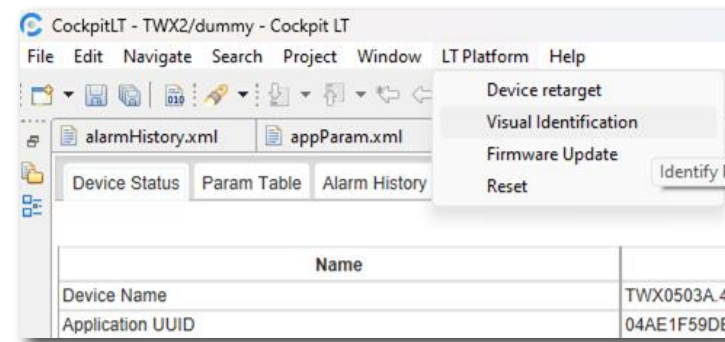 CockpitLT - TWX2/dummy - Cockpit LT
File Edit Navigate Search Project Window LT Platform Help
Device retarget
Visual Identification
Firmware Update
Reset
Identify
alarmHistory.xml appParam.xml
Device Status Param Table Alarm History
010
Name
Device Name TWX0503A.4
Application UUID 04AE1F59DE